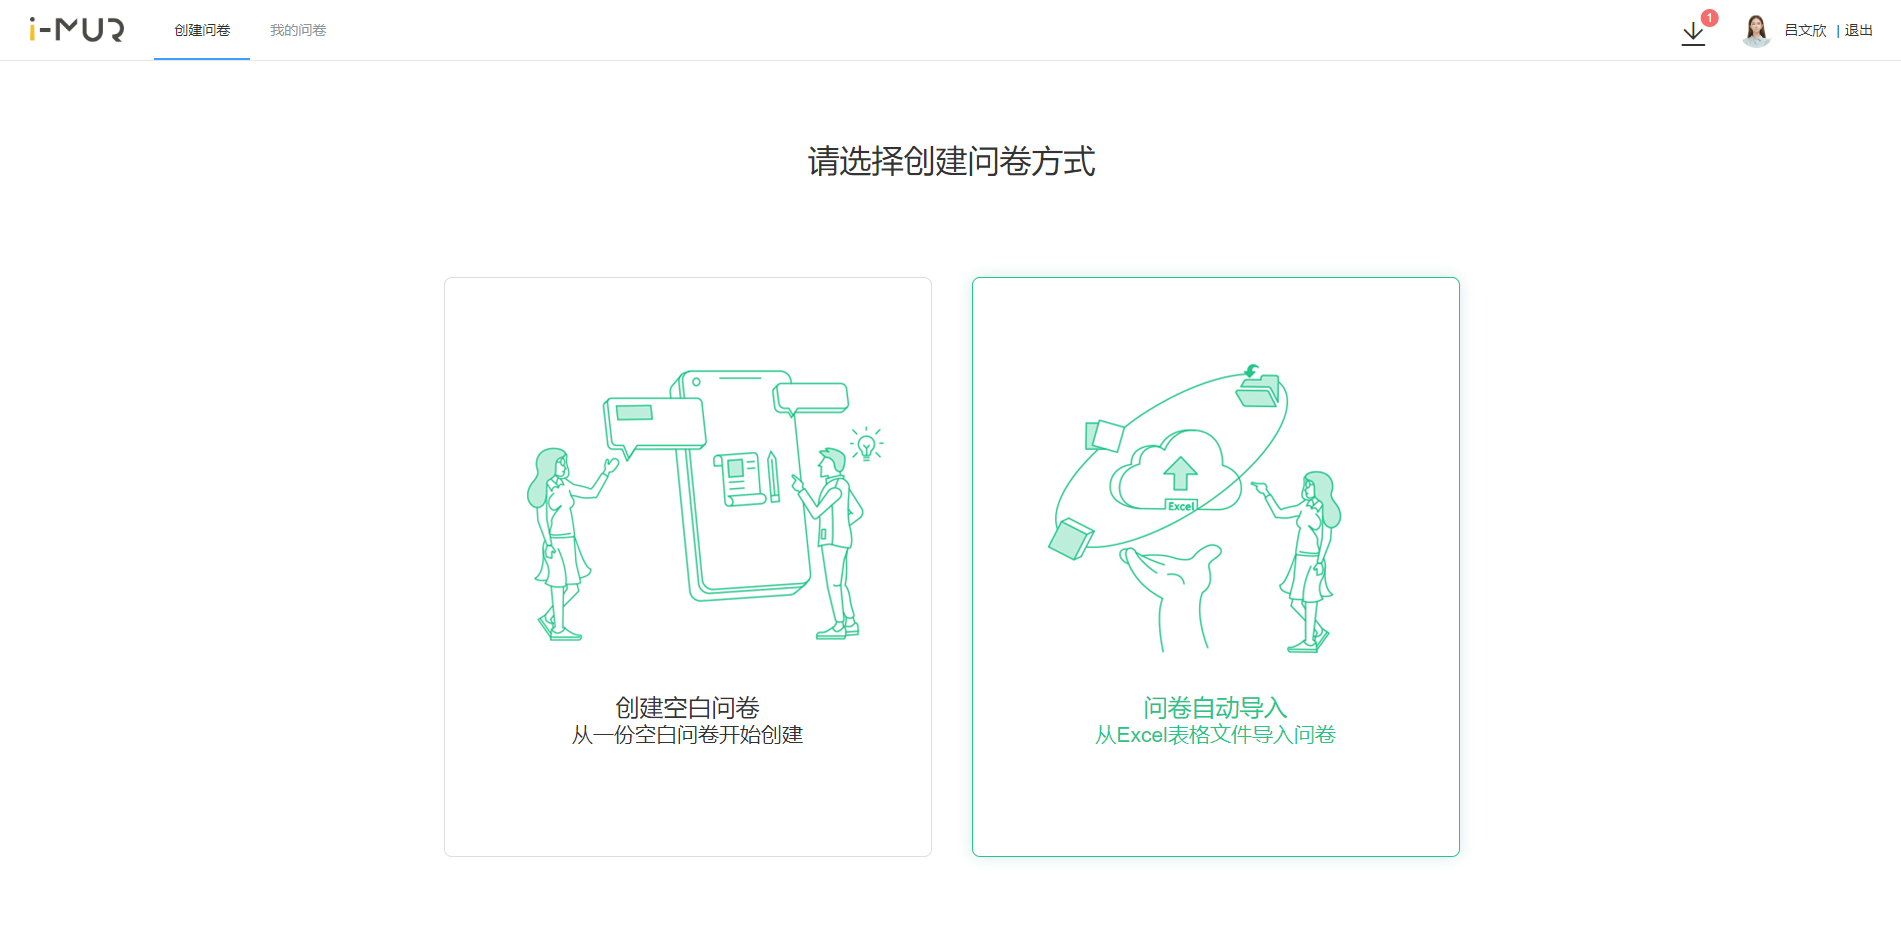 i-MUR
创建问卷
我的问卷
1
吕文欣 | 退出
请选择创建问卷方式
Excel
创建空白问卷
从一份空白问卷开始创建
问卷自动导入
从Excel表格文件导入问卷